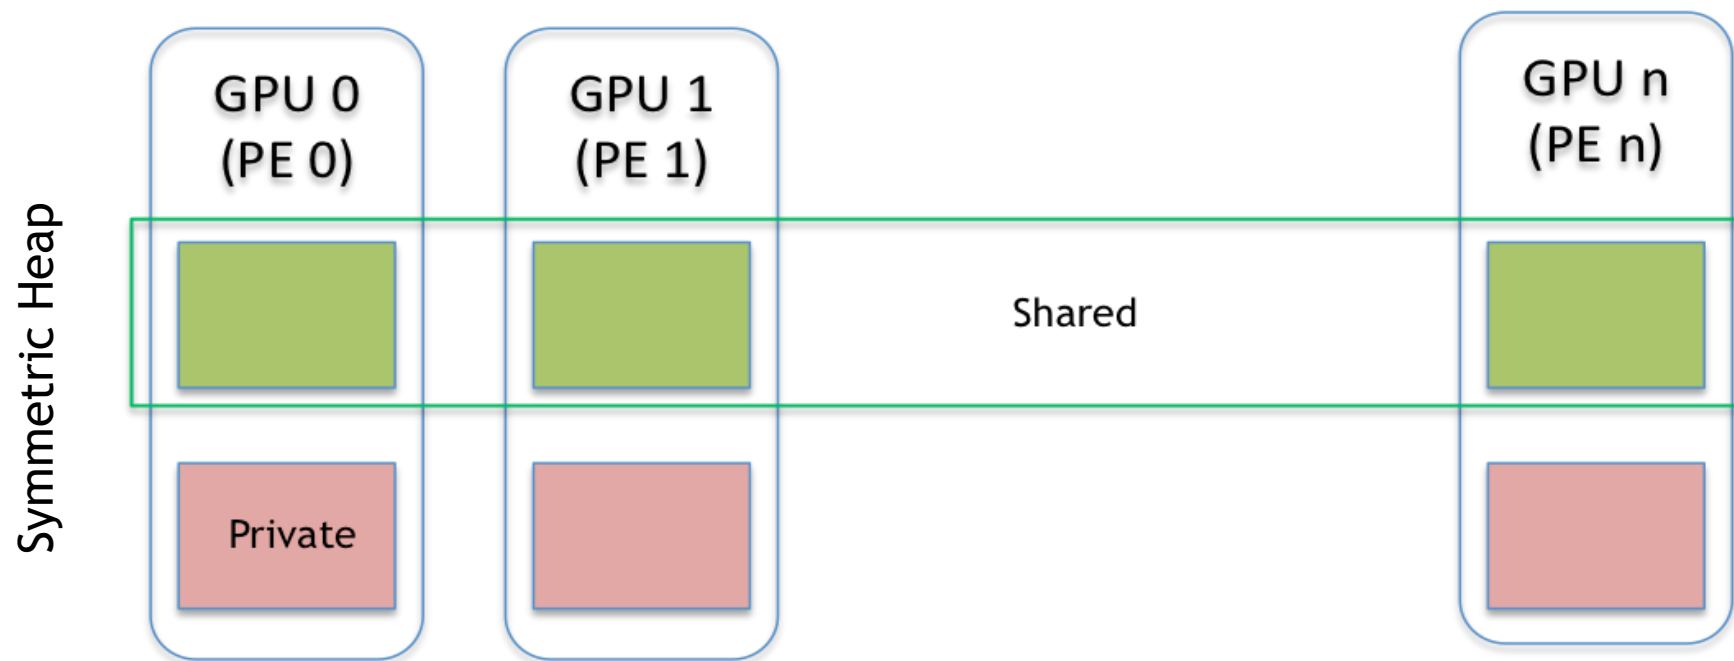 GPU 0
(PE 0)
GPU 1
(PE 1)
GPU n
(PE n)
Symmetric Heap
Shared
Private